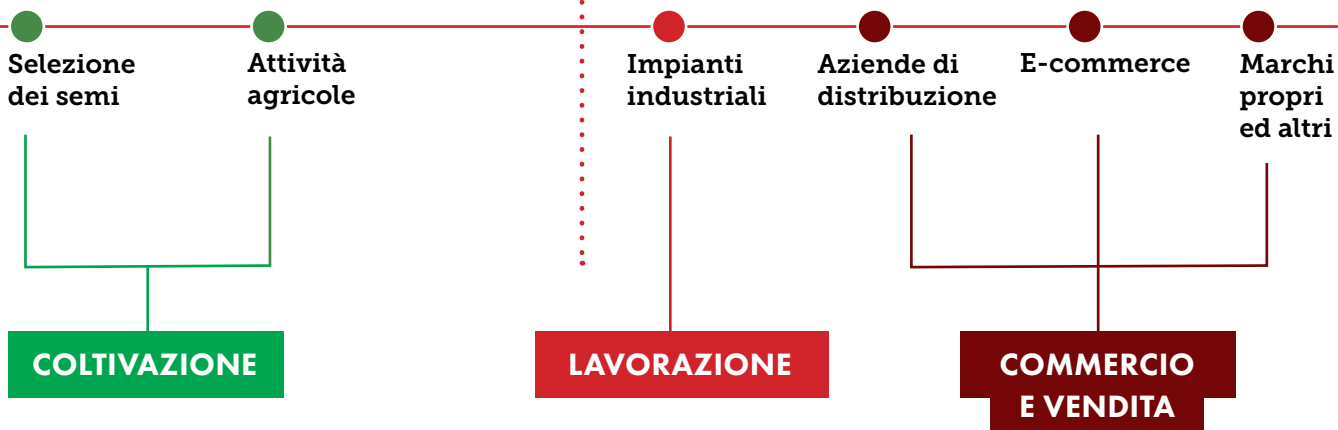 Selezione
dei semi
Attività
agricole
Impianti
industriali
Aziende di
distribuzione
E-commerce
Marchi
propri
ed altri
COLTIVAZIONE
LAVORAZIONE
COMMERCIO
E VENDITA